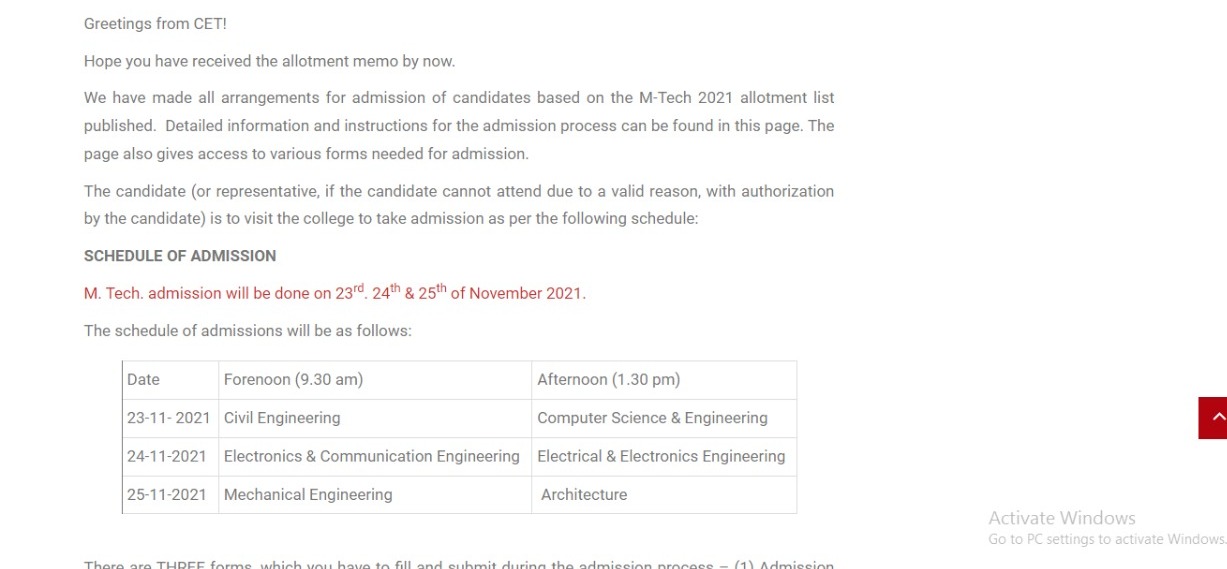 Greetings from CET!
Hope you have received the allotment memo by now.
We have made all arrangements for admission of candidates based on the M-Tech 2021 allotment list
published.  Detailed information and instructions for the admission process can be found in this page. The
page also gives access to various forms needed for admission.
The candidate (or representative, if the candidate cannot attend due to a valid reason, with authorization
by the candidate) is to visit the college to take admission as per the following schedule:
SCHEDULE OF ADMISSION
M. Tech. admission will be done on 23rd. 24th & 25th of November 2021.
The schedule of admissions will be as follows:
Date Forenoon (9.30 am) Afternoon (1.30 pm)
23-11- 2021 Civil Engineering Computer Science & Engineering
24-11-2021 Electronics & Communication Engineering Electrical & Electronics Engineering
25-11-2021 Mechanical Engineering Architecture
Activate Windows
Go to PC settings to activate Windows.
There are THREE forms, which you have to fill and submit during the admission process – (1) Admission